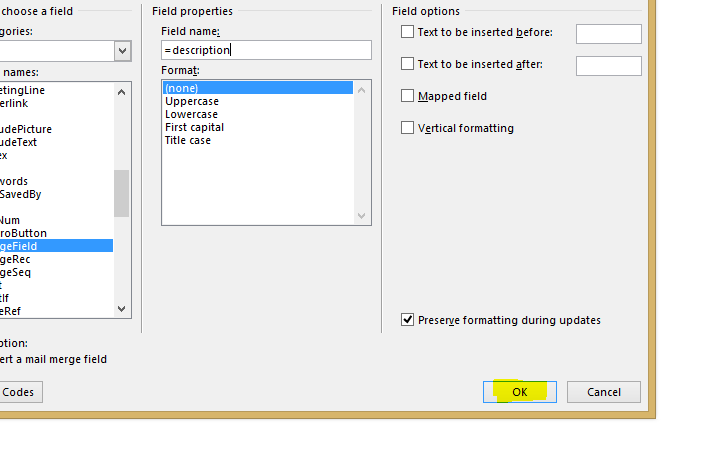 choose a field
Field properties
Field options
gories:
Field name:
=description
Text to be inserted before:
names:
Format:
Text to be inserted after:
etingLine
erlink
udePicture
udeText
ex
words
SavedBy
Num
roButton
geField
geRec
geSeq
t
tIf
eRef
(none)
Uppercase
Lowercase
First capital
Title case
Mapped field
Vertical formatting
Preserve formatting during updates
ption:
ert a mail merge field
Codes
OK
Cancel